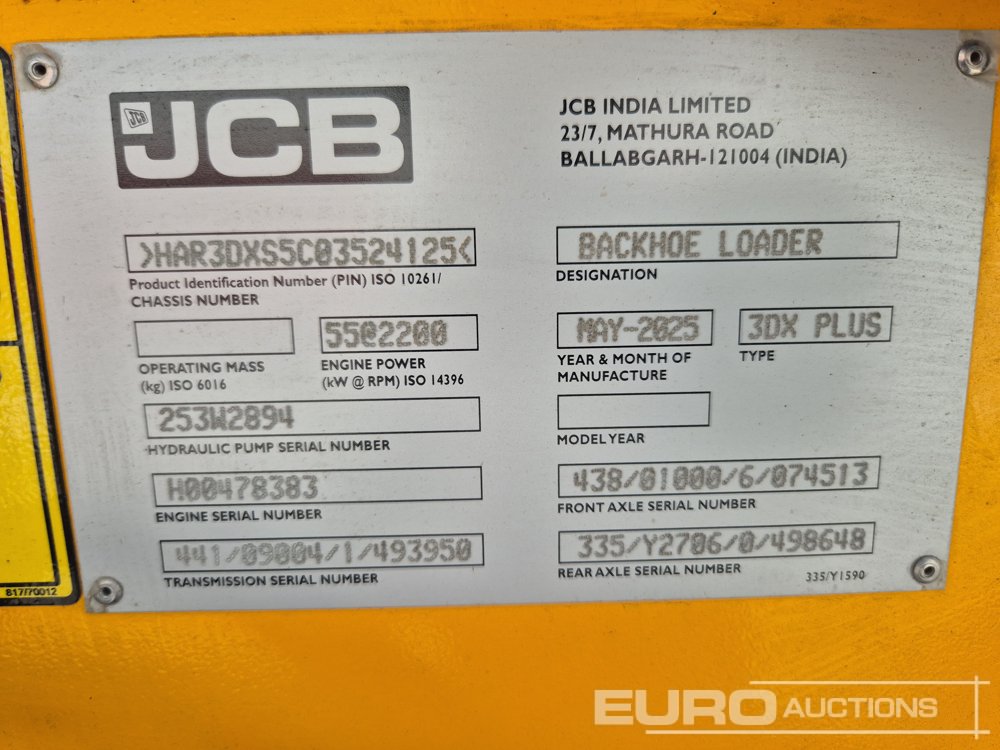 JCB
JCB
JCB INDIA LIMITED
23/7, MATHURA ROAD
BALLABGARH-121004 (INDIA)
>HAR3DXS5C03524125<
Product Identification Number (PIN) ISO 10261/
CHASSIS NUMBER
BACKHOE LOADER
DESIGNATION
OPERATING MASS
(kg) ISO 6016
55@2200
ENGINE POWER
(kW @ RPM) ISO 14396
MAY-2025
YEAR & MONTH OF
MANUFACTURE
3DX PLUS
TYPE
253W2894
HYDRAULIC PUMP SERIAL NUMBER
MODEL YEAR
H00478383
ENGINE SERIAL NUMBER
438/01000/6/074513
FRONT AXLE SERIAL NUMBER
441/09004/1/493950
TRANSMISSION SERIAL NUMBER
335/Y2706/0/498648
REAR AXLE SERIAL NUMBER
335/Y1590
817/70012
EURO AUCTIONS